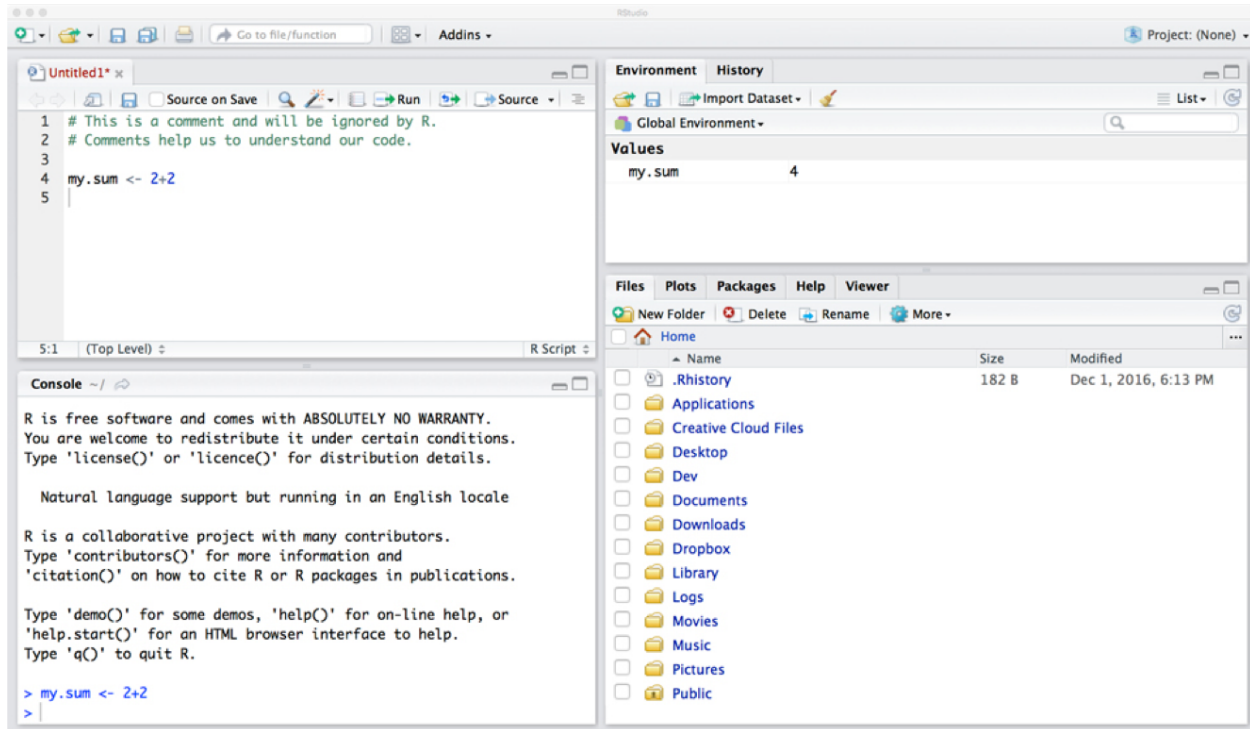 RStudio
Go to file/function Addins Project: (None)
Untitled1*
Source on Save Run Source
1 # This is a comment and will be ignored by R.
2 # Comments help us to understand our code.
3
4 my.sum <- 2+2
5
5:1 (Top Level) R Script
Console ~/
R is free software and comes with ABSOLUTELY NO WARRANTY.
You are welcome to redistribute it under certain conditions.
Type 'license()' or 'licence()' for distribution details.
Natural language support but running in an English locale
R is a collaborative project with many contributors.
Type 'contributors()' for more information and
'citation()' on how to cite R or R packages in publications.
Type 'demo()' for some demos, 'help()' for on-line help, or
'help.start()' for an HTML browser interface to help.
Type 'q()' to quit R.
> my.sum <- 2+2
>
Environment History
Import Dataset List
Global Environment
Values
my.sum 4
Files Plots Packages Help Viewer
New Folder Delete Rename More
Home
Name Size Modified
.Rhistory 182 B Dec 1, 2016, 6:13 PM
Applications
Creative Cloud Files
Desktop
Dev
Documents
Downloads
Dropbox
Library
Logs
Movies
Music
Pictures
Public